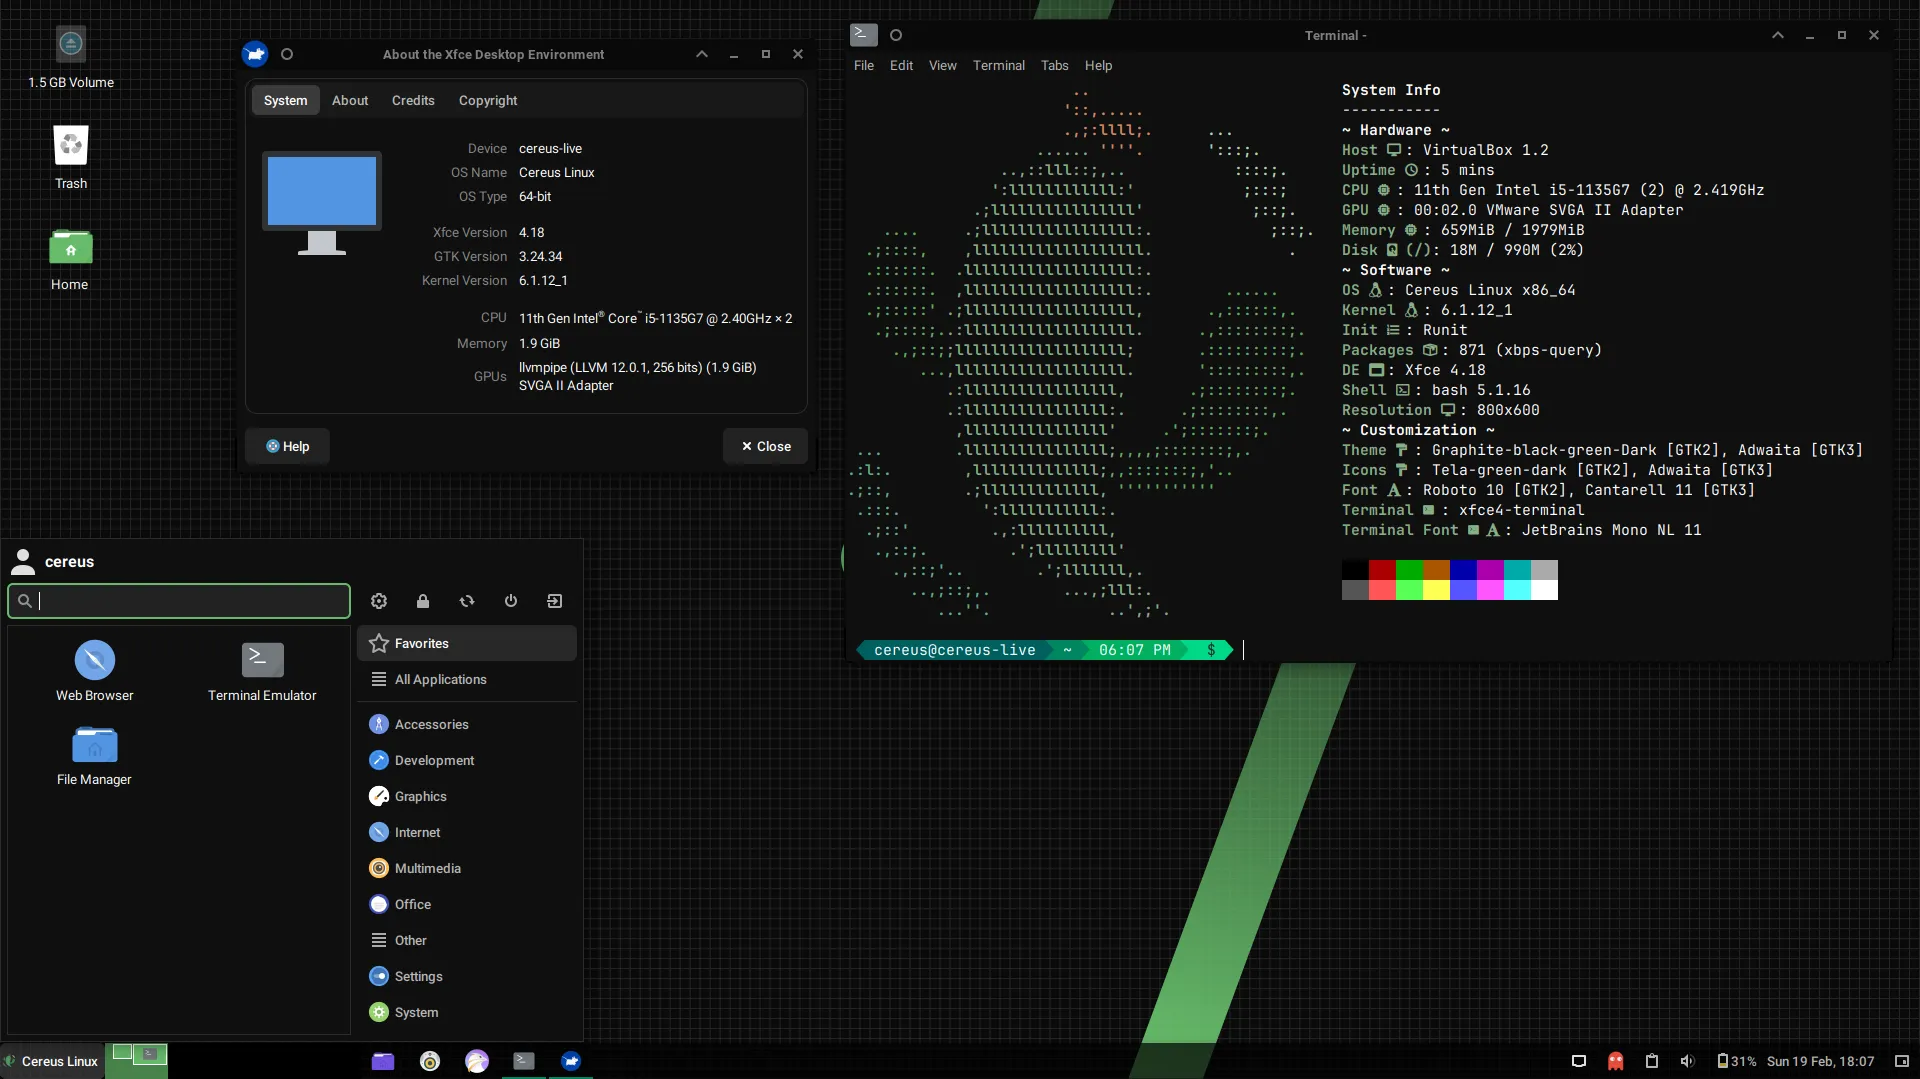 1.5 GB Volume
Trash
Home
About the Xfce Desktop Environment
System About Credits Copyright
Device cereus-live
OS Name Cereus Linux
OS Type 64-bit
Xfce Version 4.18
GTK Version 3.24.34
Kernel Version 6.1.12_1
CPU 11th Gen Intel® Core™ i5-1135G7 @ 2.40GHz × 2
Memory 1.9 GiB
GPUs llvmpipe (LLVM 12.0.1, 256 bits) (1.9 GiB)
SVGA II Adapter
Help
Close
Terminal -
File Edit View Terminal Tabs Help
System Info
-----------
~ Hardware ~
Host : VirtualBox 1.2
Uptime : 5 mins
CPU : 11th Gen Intel i5-1135G7 (2) @ 2.419GHz
GPU : 00:02.0 VMware SVGA II Adapter
Memory : 659MiB / 1979MiB
Disk (/): 18M / 990M (2%)
~ Software ~
OS : Cereus Linux x86_64
Kernel : 6.1.12_1
Init : Runit
Packages : 871 (xbps-query)
DE : Xfce 4.18
Shell : bash 5.1.16
Resolution : 800x600
~ Customization ~
Theme : Graphite-black-green-Dark [GTK2], Adwaita [GTK3]
Icons : Tela-green-dark [GTK2], Adwaita [GTK3]
Font : Roboto 10 [GTK2], Cantarell 11 [GTK3]
Terminal : xfce4-terminal
Terminal Font : JetBrains Mono NL 11
cereus@cereus-live ~ 06:07 PM $
cereus
Web Browser
Terminal Emulator
File Manager
Favorites
All Applications
Accessories
Development
Graphics
Internet
Multimedia
Office
Other
Settings
System
Cereus Linux
31% Sun 19 Feb, 18:07